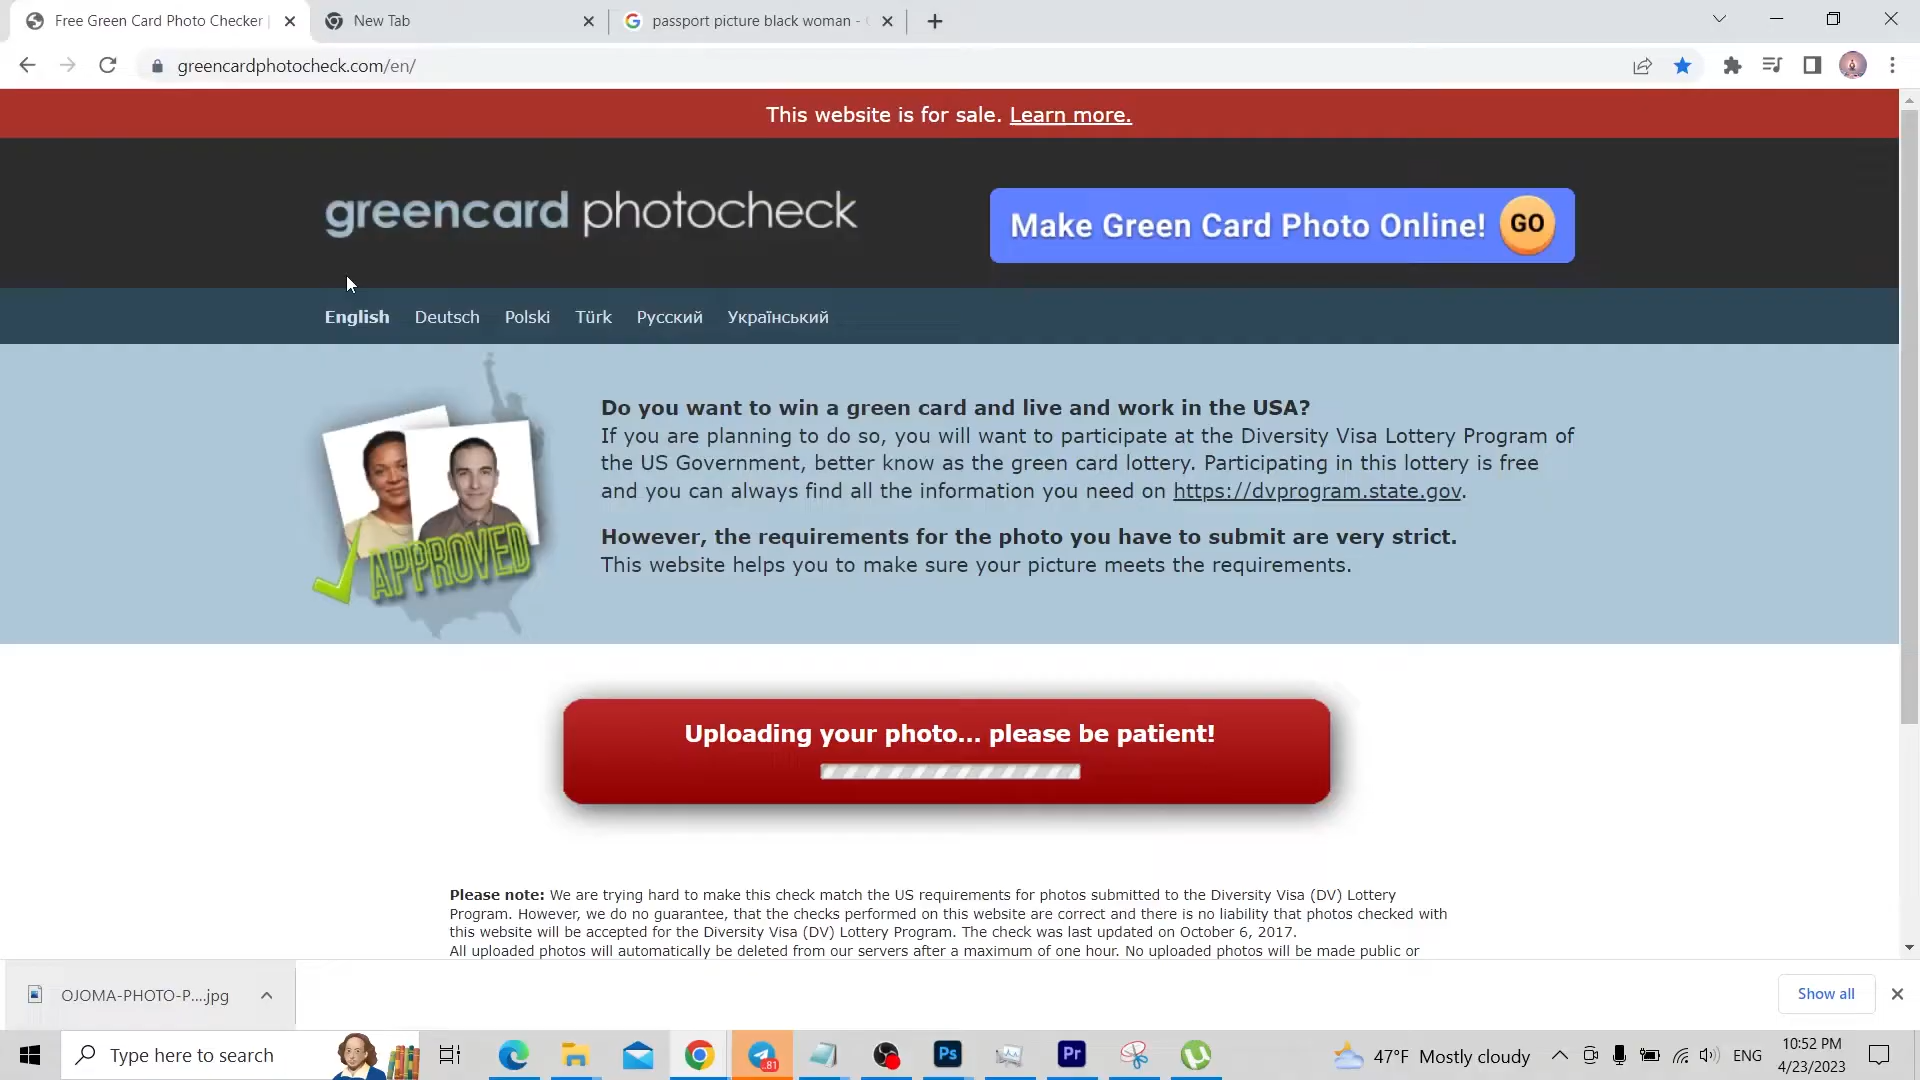 Free Green Card Photo Checker |
New Tab
passport picture black woman -
greencardphotocheck.com/en/
This website is for sale. Learn more.
greencard photocheck
Make Green Card Photo Online! GO
English Deutsch Polski Türk Русский Український
Do you want to win a green card and live and work in the USA?
If you are planning to do so, you will want to participate at the Diversity Visa Lottery Program of
the US Government, better know as the green card lottery. Participating in this lottery is free
and you can always find all the information you need on https://dvprogram.state.gov.
However, the requirements for the photo you have to submit are very strict.
This website helps you to make sure your picture meets the requirements.
APPROVED
Uploading your photo... please be patient!
Please note: We are trying hard to make this check match the US requirements for photos submitted to the Diversity Visa (DV) Lottery
Program. However, we do no guarantee, that the checks performed on this website are correct and there is no liability that photos checked with
this website will be accepted for the Diversity Visa (DV) Lottery Program. The check was last updated on October 6, 2017.
All uploaded photos will automatically be deleted from our servers after a maximum of one hour. No uploaded photos will be made public or
OJOMA-PHOTO-P....jpg
Show all
Type here to search
81
Ps
Pr
47°F Mostly cloudy
ENG
10:52 PM
4/23/2023